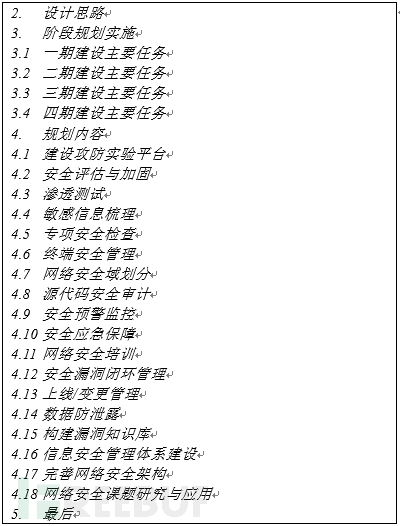 2. 设计思路
3. 阶段规划实施
3.1 一期建设主要任务
3.2 二期建设主要任务
3.3 三期建设主要任务
3.4 四期建设主要任务
4. 规划内容
4.1 建设攻防实验平台
4.2 安全评估与加固
4.3 渗透测试
4.4 敏感信息梳理
4.5 专项安全检查
4.6 终端安全管理
4.7 网络安全域划分
4.8 源代码安全审计
4.9 安全预警监控
4.10 安全应急保障
4.11 网络安全培训
4.12 安全漏洞闭环管理
4.13 上线/变更管理
4.14 数据防泄露
4.15 构建漏洞知识库
4.16 信息安全管理体系建设
4.17 完善网络安全架构
4.18 网络安全课题研究与应用
5. 最后
REEBUF